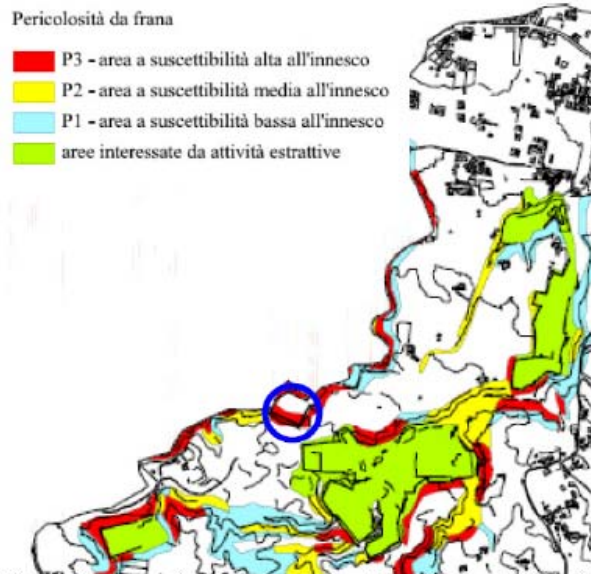 Pericolosità da frana
P3 - area a suscettibilità alta all'innesco
P2 - area a suscettibilità media all'innesco
P1 - area a suscettibilità bassa all'innesco
aree interessate da attività estrattive